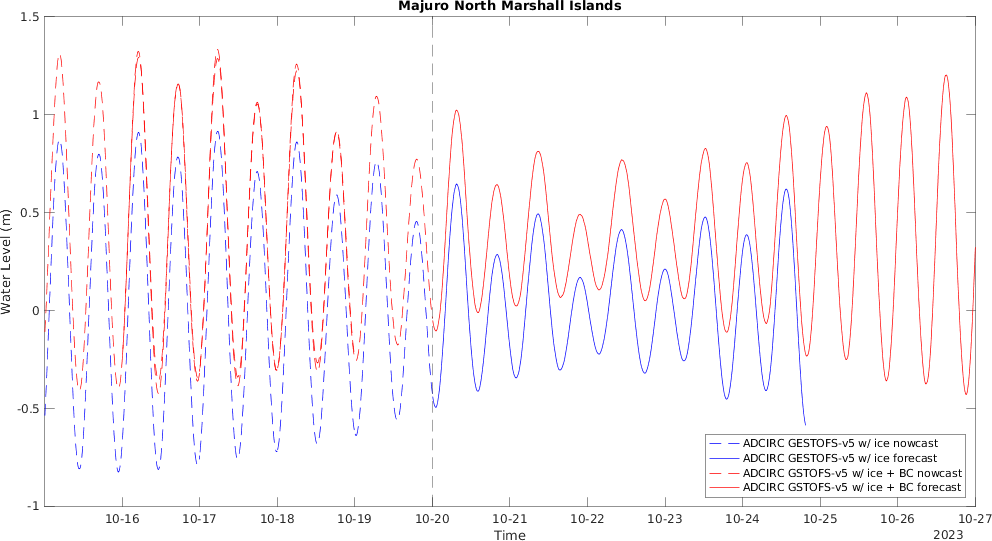 Majuro North Marshall Islands
1.5
1
0.5
0
-0.5
-1
Water Level (m)
10-16 10-17 10-18 10-19 10-20 10-21 10-22 10-23 10-24 10-25 10-26 10-27
Time
2023
ADCIRC GESTOFS-v5 w/ ice nowcast
ADCIRC GESTOFS-v5 w/ ice forecast
ADCIRC GSTOFS-v5 w/ ice + BC nowcast
ADCIRC GSTOFS-v5 w/ ice + BC forecast